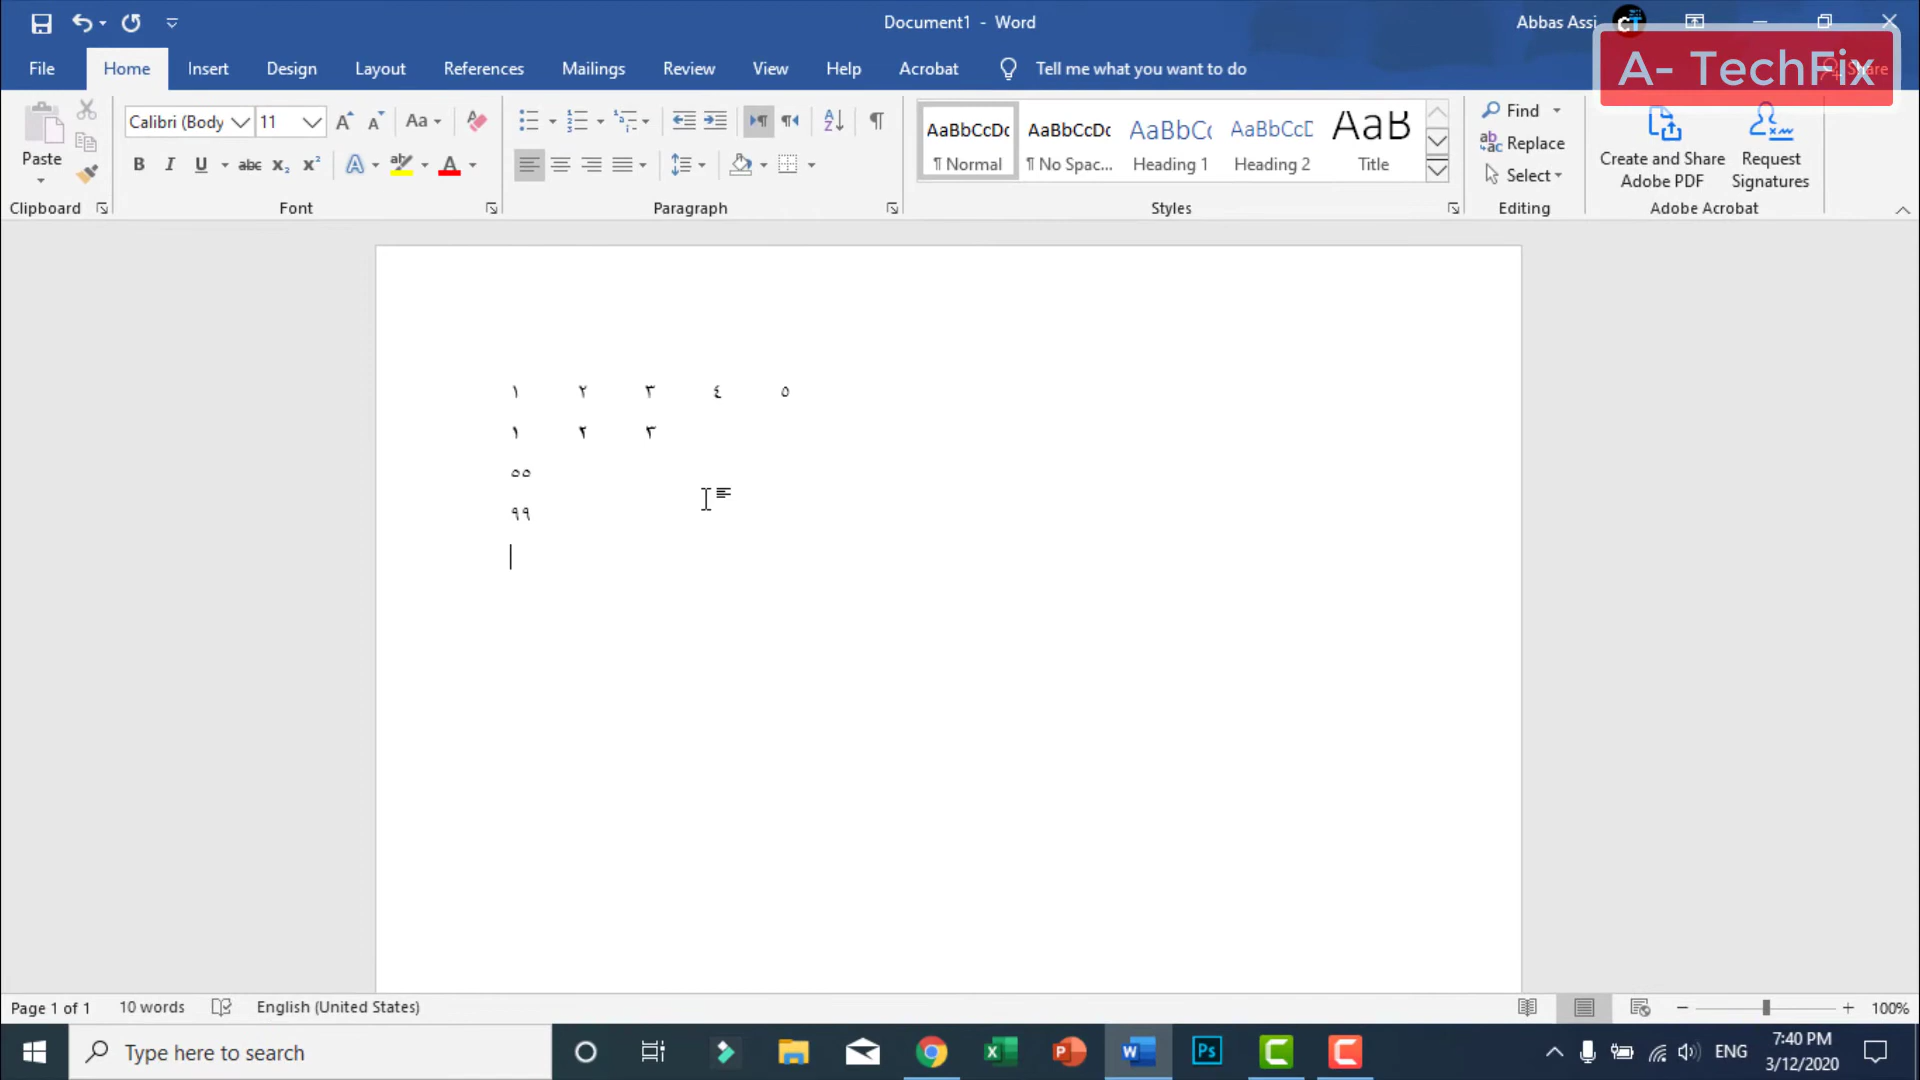 Document1 - Word
Abbas Assi
A- TechFix
File Home Insert Design Layout References Mailings Review View Help Acrobat Tell me what you want to do Share
Calibri (Body 11
Paste
AaBbCcDc AaBbCcDc AaBbC AaBbCcD AaB
¶ Normal ¶ No Spac... Heading 1 Heading 2 Title
Find
Replace
Select
Create and Share Adobe PDF
Request Signatures
Clipboard Font Paragraph Styles Editing Adobe Acrobat
١ ٢ ٣ ٤ ٥
١ ٢ ٣
٥٥
٩٩
Page 1 of 1 10 words English (United States) 100%
Type here to search
ENG
7:40 PM
3/12/2020